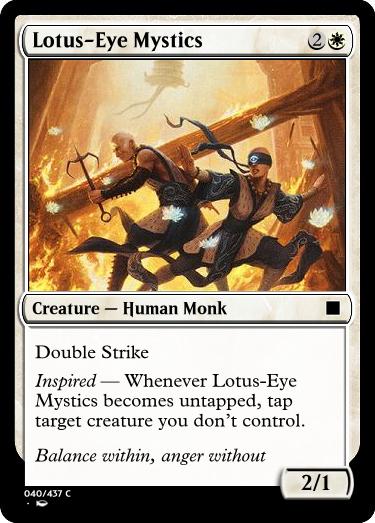 Lotus-Eye Mystics 2
Creature — Human Monk
Double Strike
Inspired — Whenever Lotus-Eye
Mystics becomes untapped, tap
target creature you don't control.
Balance within, anger without
2/1
040/437 C